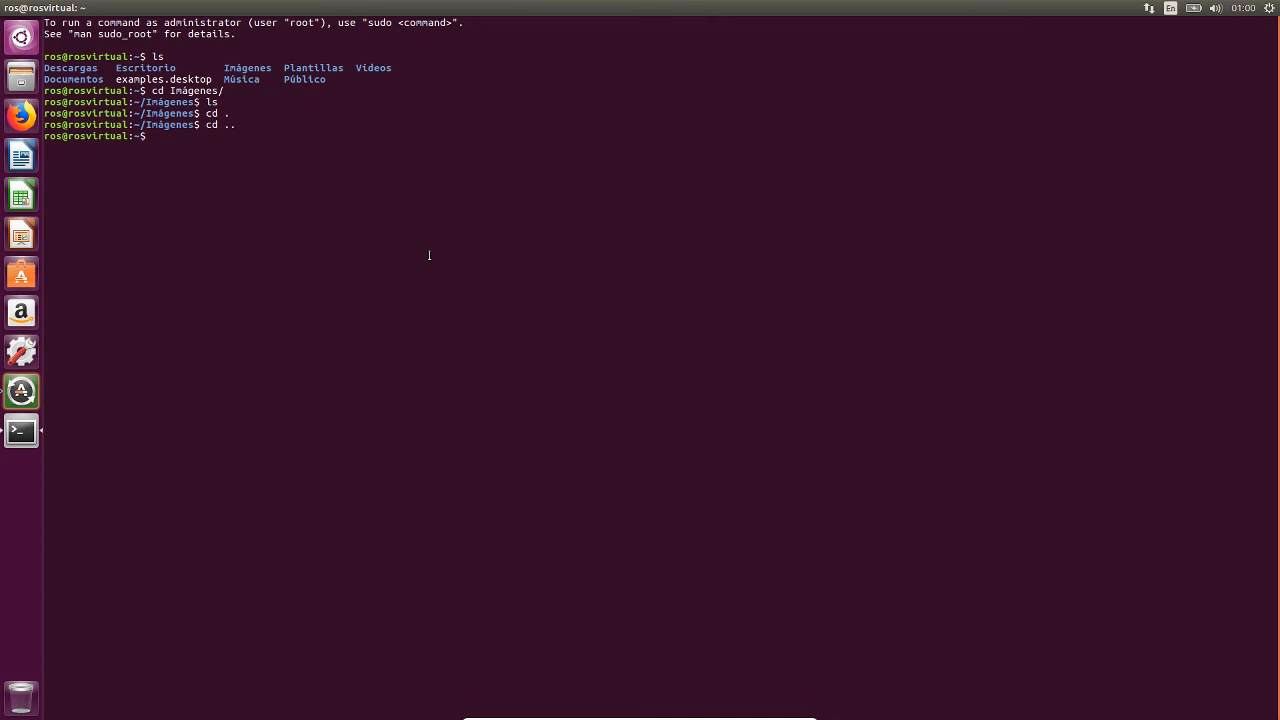 ros@rosvirtual: ~
En
01:00
To run a command as administrator (user "root"), use "sudo <command>".
See "man sudo_root" for details.
ros@rosvirtual:~$ ls
Descargas Escritorio Imágenes Plantillas Vídeos
Documentos examples.desktop Música Público
ros@rosvirtual:~$ cd Imágenes/
ros@rosvirtual:~/Imágenes$ ls
ros@rosvirtual:~/Imágenes$ cd .
ros@rosvirtual:~/Imágenes$ cd ..
ros@rosvirtual:~$